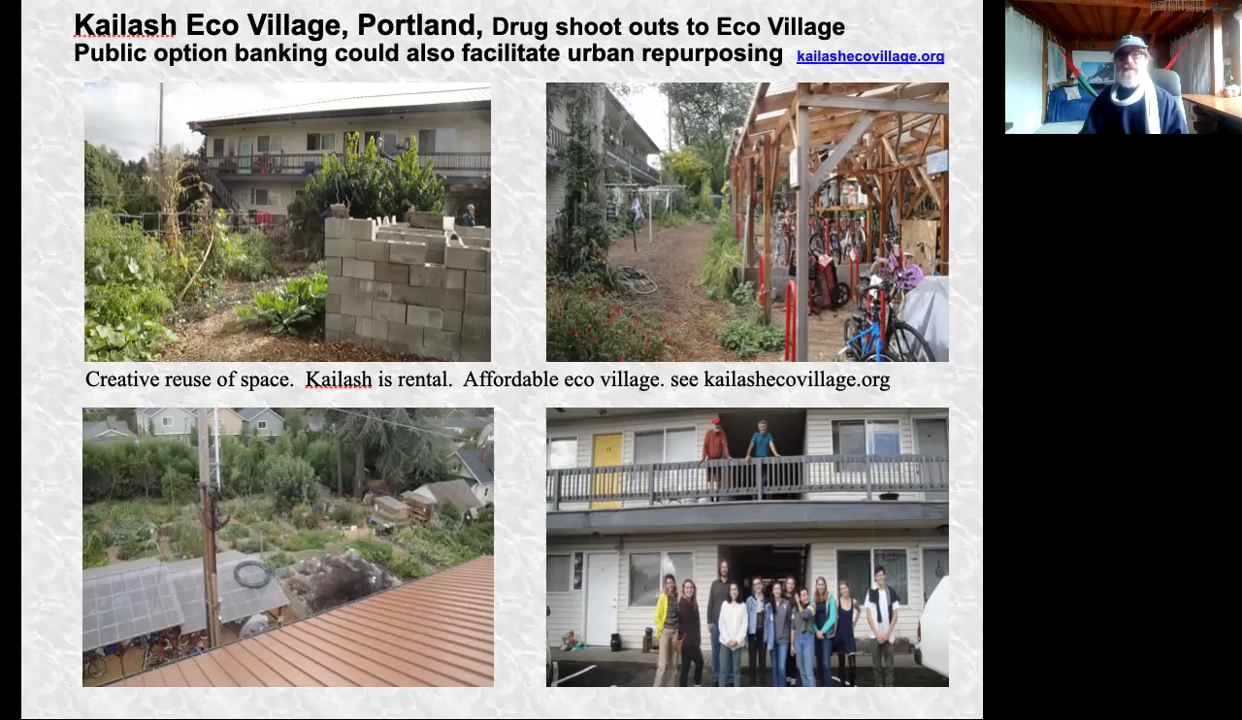 Kailash Eco Village, Portland, Drug shoot outs to Eco Village
Public option banking could also facilitate urban repurposing kailashecovillage.org
Creative reuse of space. Kailash is rental. Affordable eco village. see kailashecovillage.org